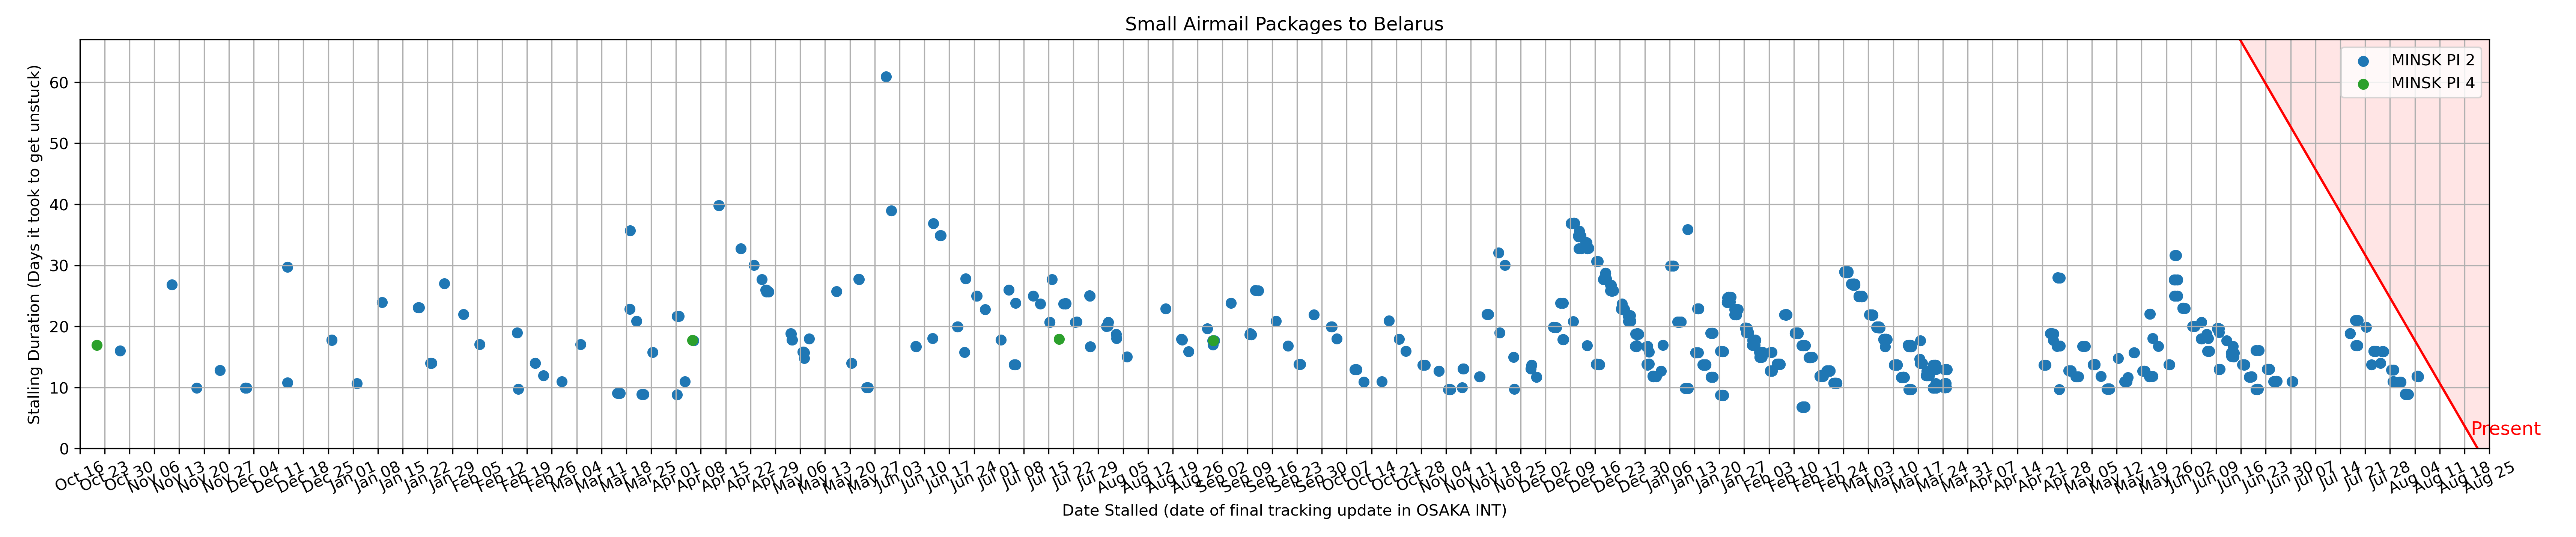 Small Airmail Packages to Belarus
MINSK PI 2
MINSK PI 4
Present
Stalling Duration (Days it took to get unstuck)
60
50
40
30
20
10
0
Oct 16
Oct 23
Oct 30
Nov 06
Nov 13
Nov 20
Nov 27
Dec 04
Dec 11
Dec 18
Dec 25
Jan 01
Jan 08
Jan 15
Jan 22
Jan 29
Feb 05
Feb 12
Feb 19
Feb 26
Mar 04
Mar 11
Mar 18
Mar 25
Apr 01
Apr 08
Apr 15
Apr 22
Apr 29
May 06
May 13
May 20
May 27
Jun 03
Jun 10
Jun 17
Jun 24
Jul 01
Jul 08
Jul 15
Jul 22
Jul 29
Aug 05
Aug 12
Aug 19
Aug 26
Sep 02
Sep 09
Sep 16
Sep 23
Sep 30
Oct 07
Oct 14
Oct 21
Oct 28
Nov 04
Nov 11
Nov 18
Nov 25
Dec 02
Dec 09
Dec 16
Dec 23
Dec 30
Jan 06
Jan 13
Jan 20
Jan 27
Feb 03
Feb 10
Feb 17
Feb 24
Mar 03
Mar 10
Mar 17
Mar 24
Mar 31
Apr 07
Apr 14
Apr 21
Apr 28
May 05
May 12
May 19
May 26
Jun 02
Jun 09
Jun 16
Jun 23
Jun 30
Jul 07
Jul 14
Jul 21
Jul 28
Aug 04
Aug 11
Aug 18
Aug 25
Date Stalled (date of final tracking update in OSAKA INT)